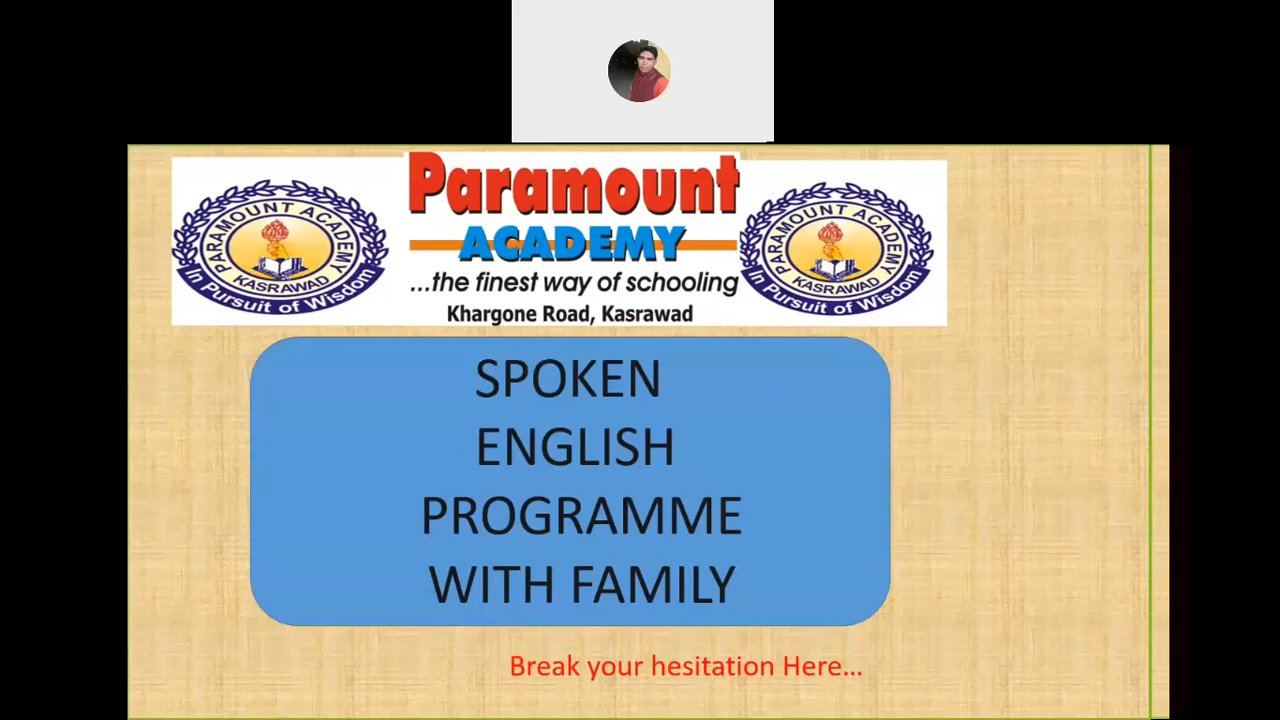 PARAMOUNT ACADEMY
KASRAWAD
In Pursuit of Wisdom
Paramount
ACADEMY
...the finest way of schooling
Khargone Road, Kasrawad
PARAMOUNT ACADEMY
KASRAWAD
In Pursuit of Wisdom
SPOKEN
ENGLISH
PROGRAMME
WITH FAMILY
Break your hesitation Here...